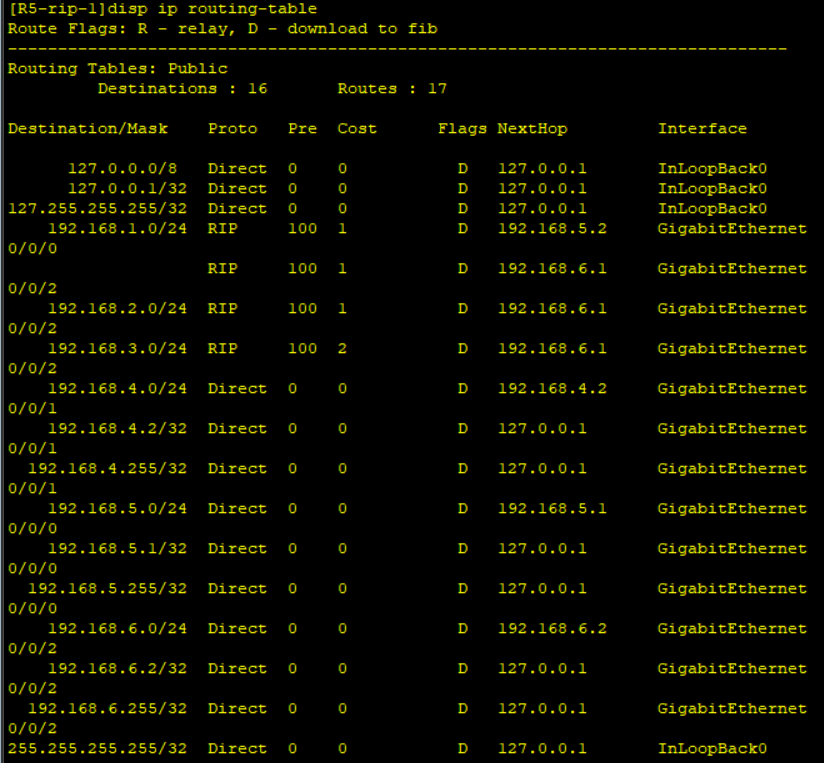 [R5-rip-1]disp ip routing-table
Route Flags: R - relay, D - download to fib
------------------------------------------------------------------------------
Routing Tables: Public
         Destinations : 16       Routes : 17

Destination/Mask    Proto   Pre  Cost      Flags NextHop         Interface

      127.0.0.0/8   Direct  0    0           D   127.0.0.1       InLoopBack0
      127.0.0.1/32  Direct  0    0           D   127.0.0.1       InLoopBack0
127.255.255.255/32  Direct  0    0           D   127.0.0.1       InLoopBack0
    192.168.1.0/24  RIP     100  1           D   192.168.5.2     GigabitEthernet
0/0/0
                    RIP     100  1           D   192.168.6.1     GigabitEthernet
0/0/2
    192.168.2.0/24  RIP     100  1           D   192.168.6.1     GigabitEthernet
0/0/2
    192.168.3.0/24  RIP     100  2           D   192.168.6.1     GigabitEthernet
0/0/2
    192.168.4.0/24  Direct  0    0           D   192.168.4.2     GigabitEthernet
0/0/1
    192.168.4.2/32  Direct  0    0           D   127.0.0.1       GigabitEthernet
0/0/1
  192.168.4.255/32  Direct  0    0           D   127.0.0.1       GigabitEthernet
0/0/1
    192.168.5.0/24  Direct  0    0           D   192.168.5.1     GigabitEthernet
0/0/0
    192.168.5.1/32  Direct  0    0           D   127.0.0.1       GigabitEthernet
0/0/0
  192.168.5.255/32  Direct  0    0           D   127.0.0.1       GigabitEthernet
0/0/0
    192.168.6.0/24  Direct  0    0           D   192.168.6.2     GigabitEthernet
0/0/2
    192.168.6.2/32  Direct  0    0           D   127.0.0.1       GigabitEthernet
0/0/2
  192.168.6.255/32  Direct  0    0           D   127.0.0.1       GigabitEthernet
0/0/2
255.255.255.255/32  Direct  0    0           D   127.0.0.1       InLoopBack0